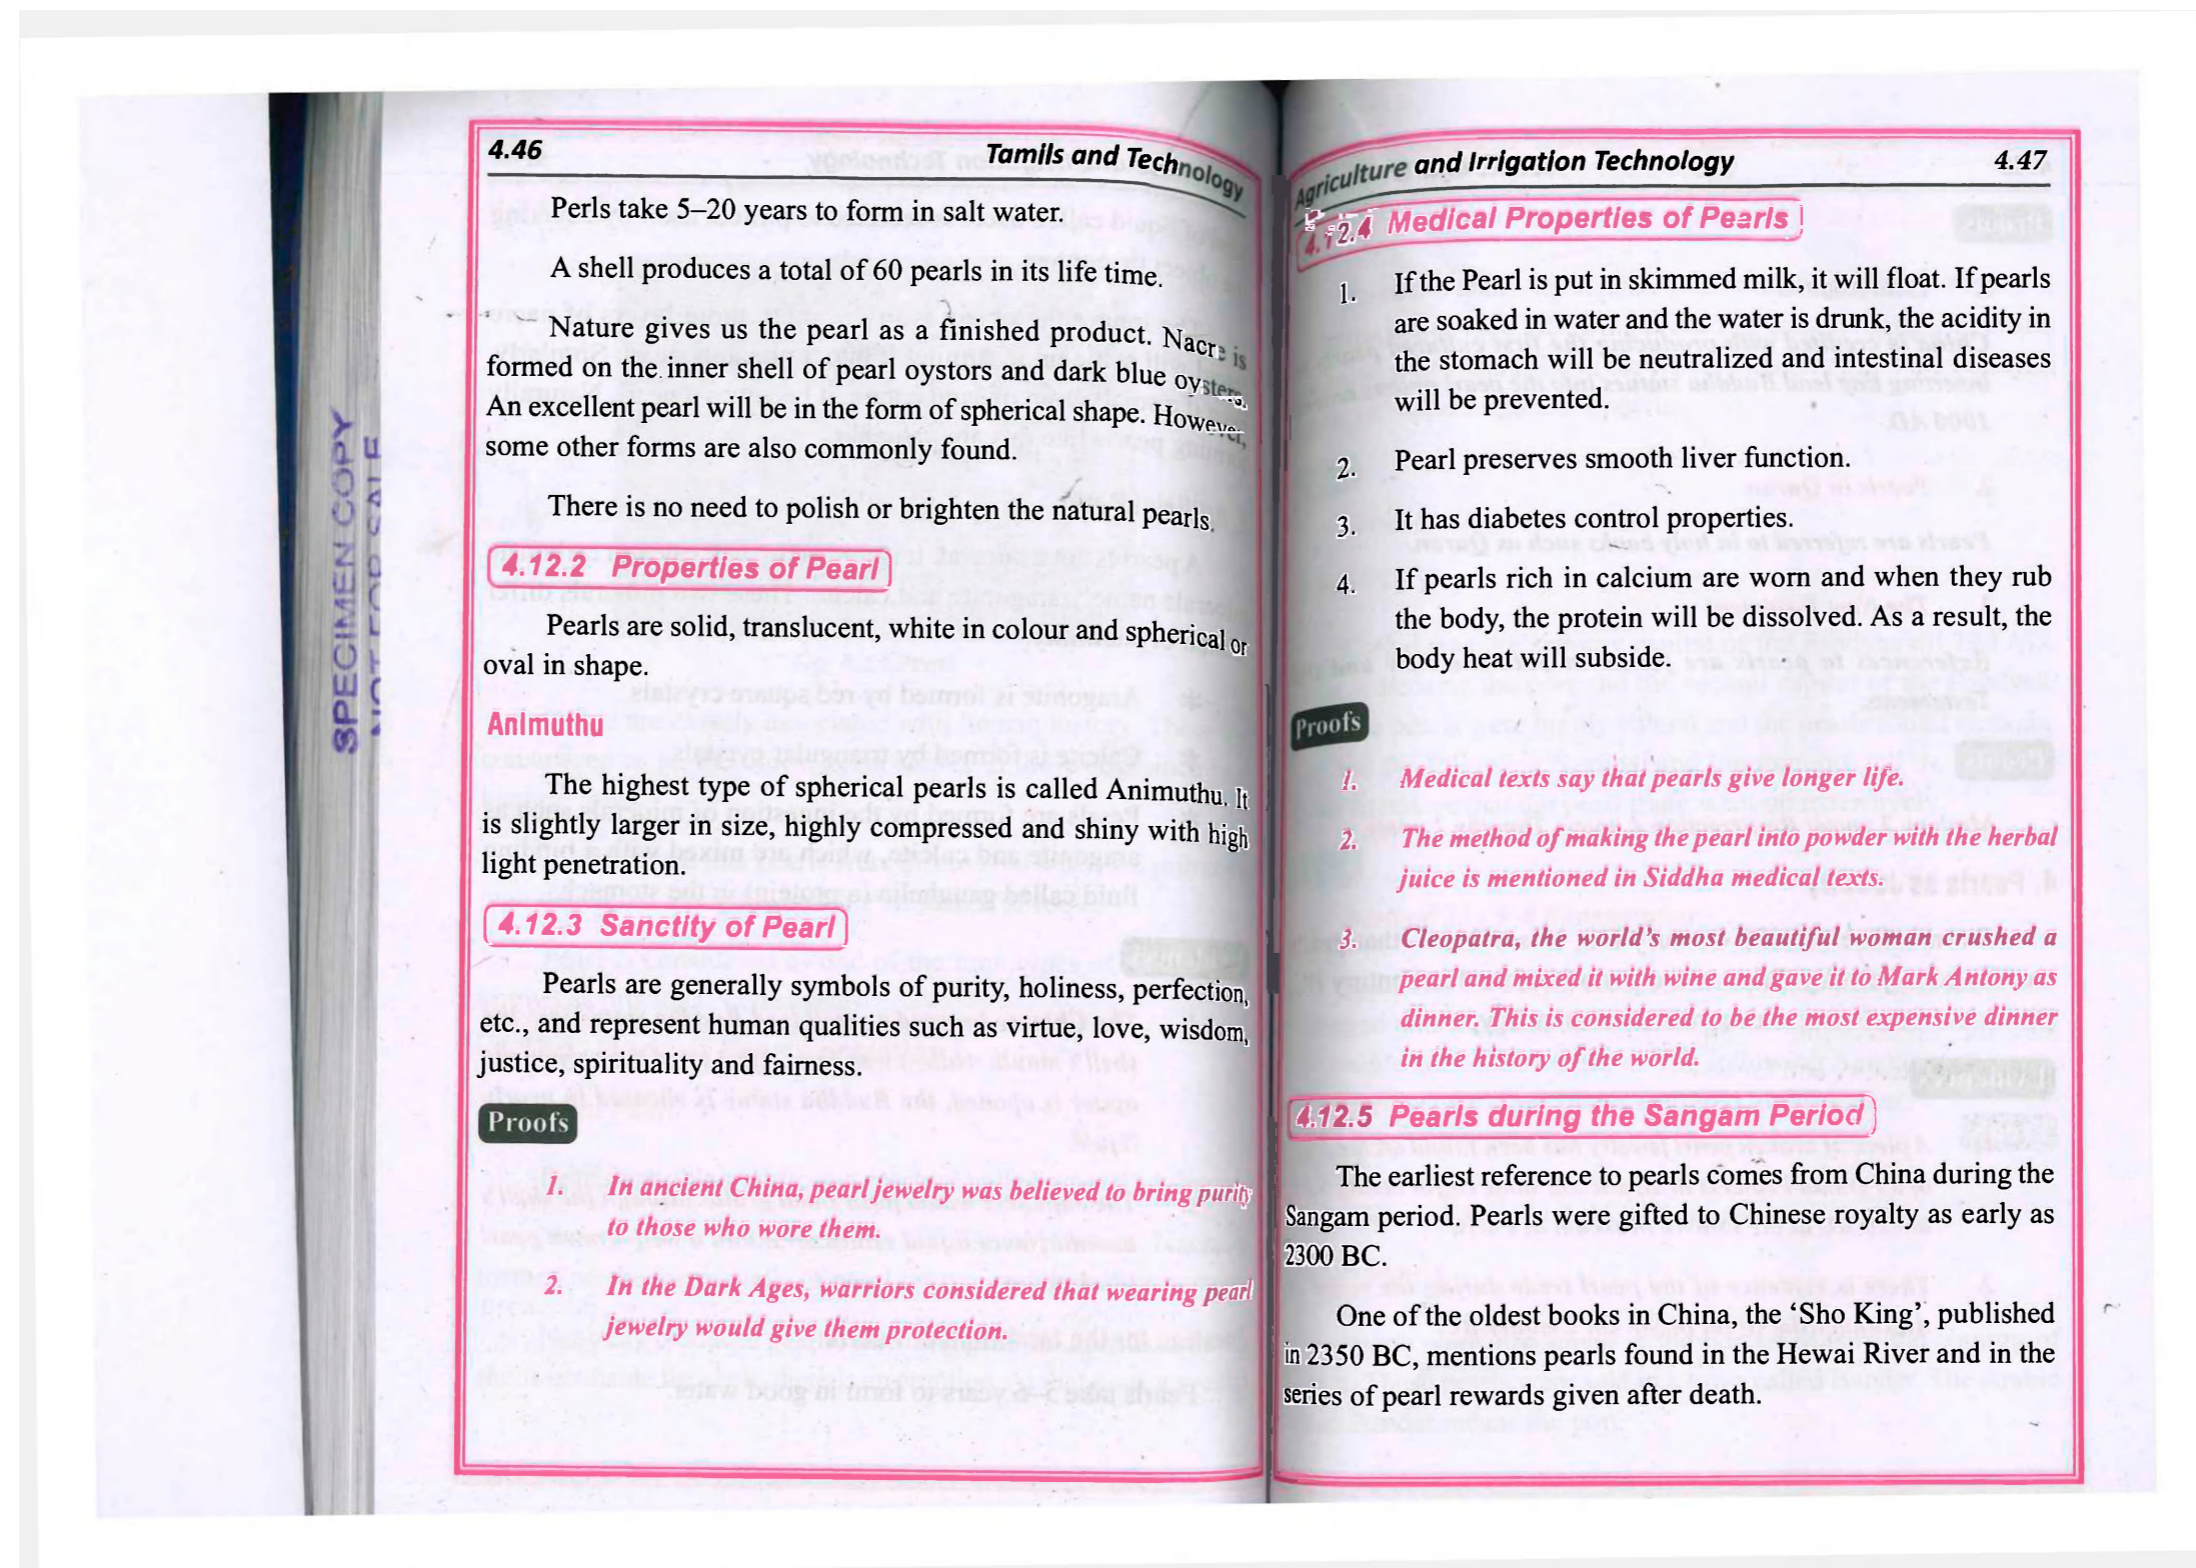 SPECIMEN COPY
NOT FOR SALE
4.46 Tamils and Technology
Perls take 5–20 years to form in salt water.
A shell produces a total of 60 pearls in its life time.
Nature gives us the pearl as a finished product. Nacre is
formed on the inner shell of pearl oystors and dark blue oysters.
An excellent pearl will be in the form of spherical shape. However,
some other forms are also commonly found.
There is no need to polish or brighten the natural pearls.
4.12.2 Properties of Pearl
Pearls are solid, translucent, white in colour and spherical or
oval in shape.
Animuthu
The highest type of spherical pearls is called Animuthu. It
is slightly larger in size, highly compressed and shiny with high
light penetration.
4.12.3 Sanctity of Pearl
Pearls are generally symbols of purity, holiness, perfection,
etc., and represent human qualities such as virtue, love, wisdom,
justice, spirituality and fairness.
Proofs
1. In ancient China, pearl jewelry was believed to bring purity
to those who wore them.
2. In the Dark Ages, warriors considered that wearing pearl
jewelry would give them protection.
Agriculture and Irrigation Technology 4.47
4.12.4 Medical Properties of Pearls
1. If the Pearl is put in skimmed milk, it will float. If pearls
are soaked in water and the water is drunk, the acidity in
the stomach will be neutralized and intestinal diseases
will be prevented.
2. Pearl preserves smooth liver function.
3. It has diabetes control properties.
4. If pearls rich in calcium are worn and when they rub
the body, the protein will be dissolved. As a result, the
body heat will subside.
Proofs
1. Medical texts say that pearls give longer life.
2. The method of making the pearl into powder with the herbal
juice is mentioned in Siddha medical texts.
3. Cleopatra, the world's most beautiful woman crushed a
pearl and mixed it with wine and gave it to Mark Antony as
dinner. This is considered to be the most expensive dinner
in the history of the world.
4.12.5 Pearls during the Sangam Period
The earliest reference to pearls comes from China during the
Sangam period. Pearls were gifted to Chinese royalty as early as
2300 BC.
One of the oldest books in China, the ‘Sho King’, published
in 2350 BC, mentions pearls found in the Hewai River and in the
series of pearl rewards given after death.